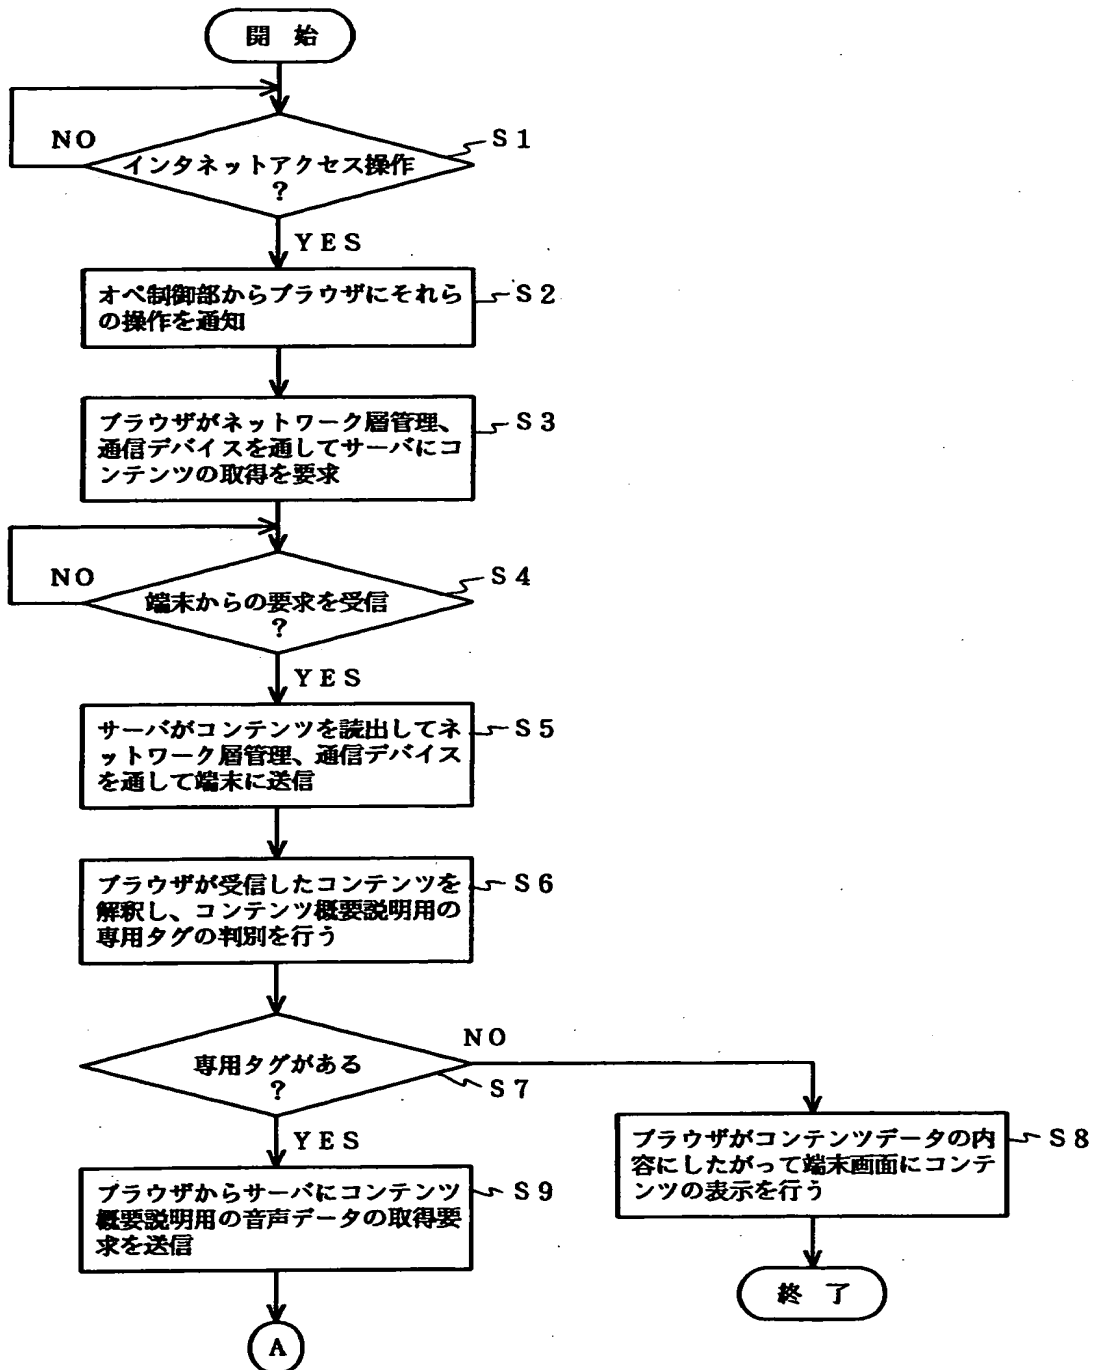 開 始
NO
S1
インタネットアクセス操作
?
YES
オペ制御部からブラウザにそれら
の操作を通知
S2
ブラウザがネットワーク層管理、
通信デバイスを通してサーバにコ
ンテンツの取得を要求
S3
NO
S4
端末からの要求を受信
?
YES
サーバがコンテンツを読出してネ
ットワーク層管理、通信デバイス
を通して端末に送信
S5
ブラウザが受信したコンテンツを
解釈し、コンテンツ概要説明用の
専用タグの判別を行う
S6
NO
専用タグがある
?
S7
YES
ブラウザがコンテンツデータの内
容にしたがって端末画面にコンテ
ンツの表示を行う
S8
ブラウザからサーバにコンテンツ
概要説明用の音声データの取得要
求を送信
S9
終 了
A